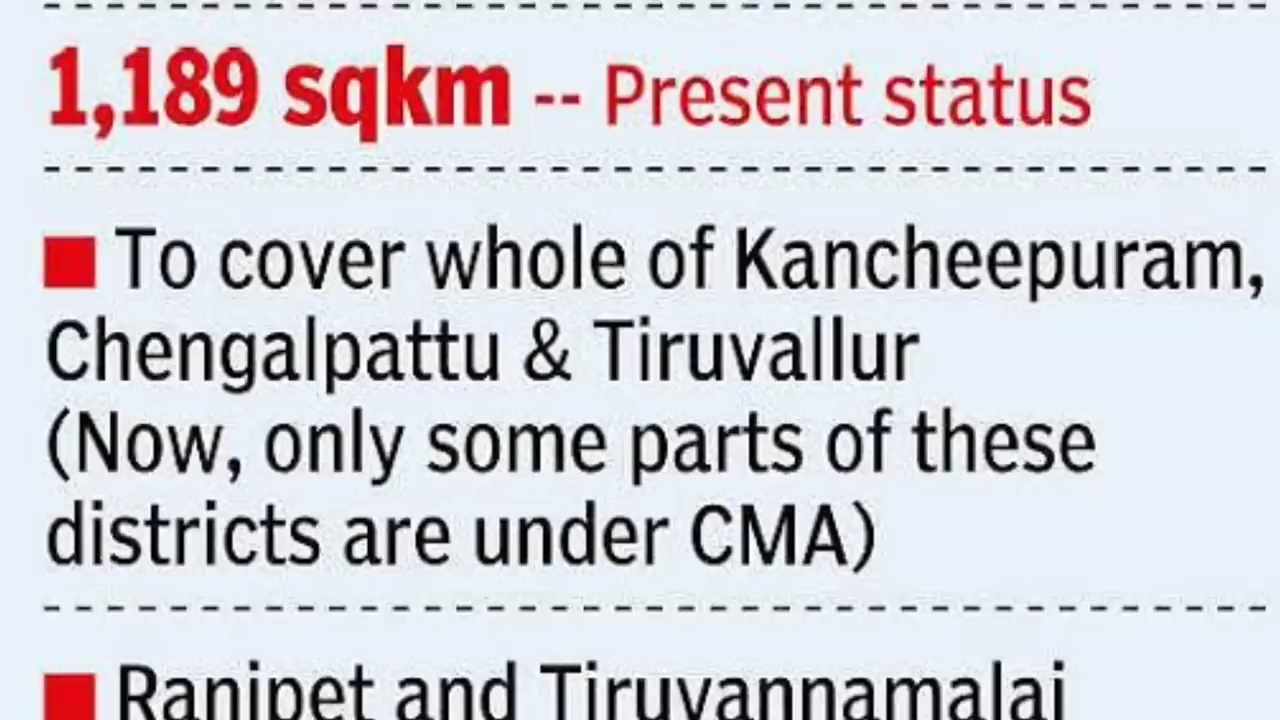 1,189 sqkm -- Present status
■ To cover whole of Kancheepuram,
Chengalpattu & Tiruvallur
(Now, only some parts of these
districts are under CMA)
■ Ranipet and Tiruvannamalai